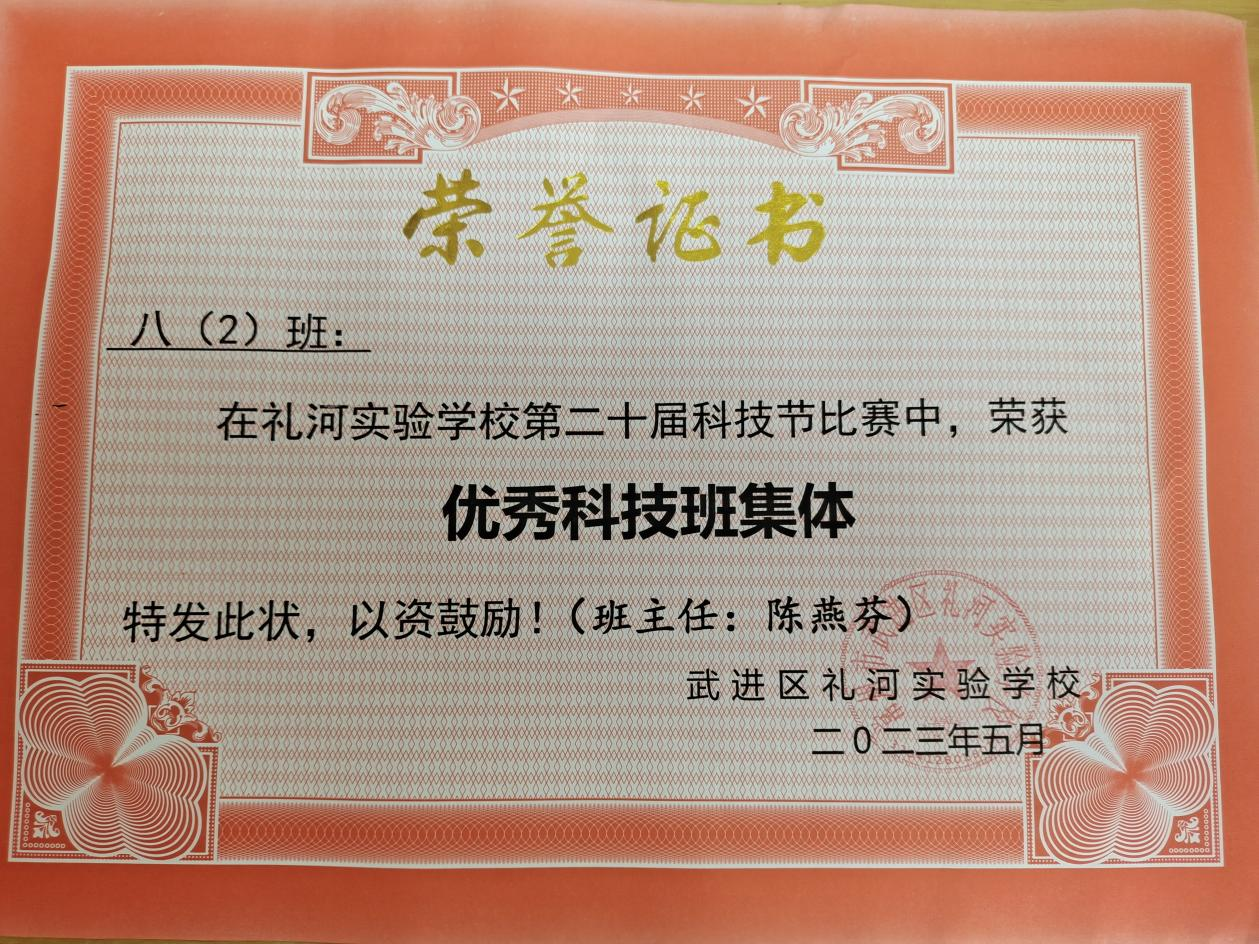 荣誉证书
八（2）班：
在礼河实验学校第二十届科技节比赛中，荣获
优秀科技班集体
特发此状，以资鼓励！（班主任：陈燕芬）
武进区礼河实验学校
二0二三年五月